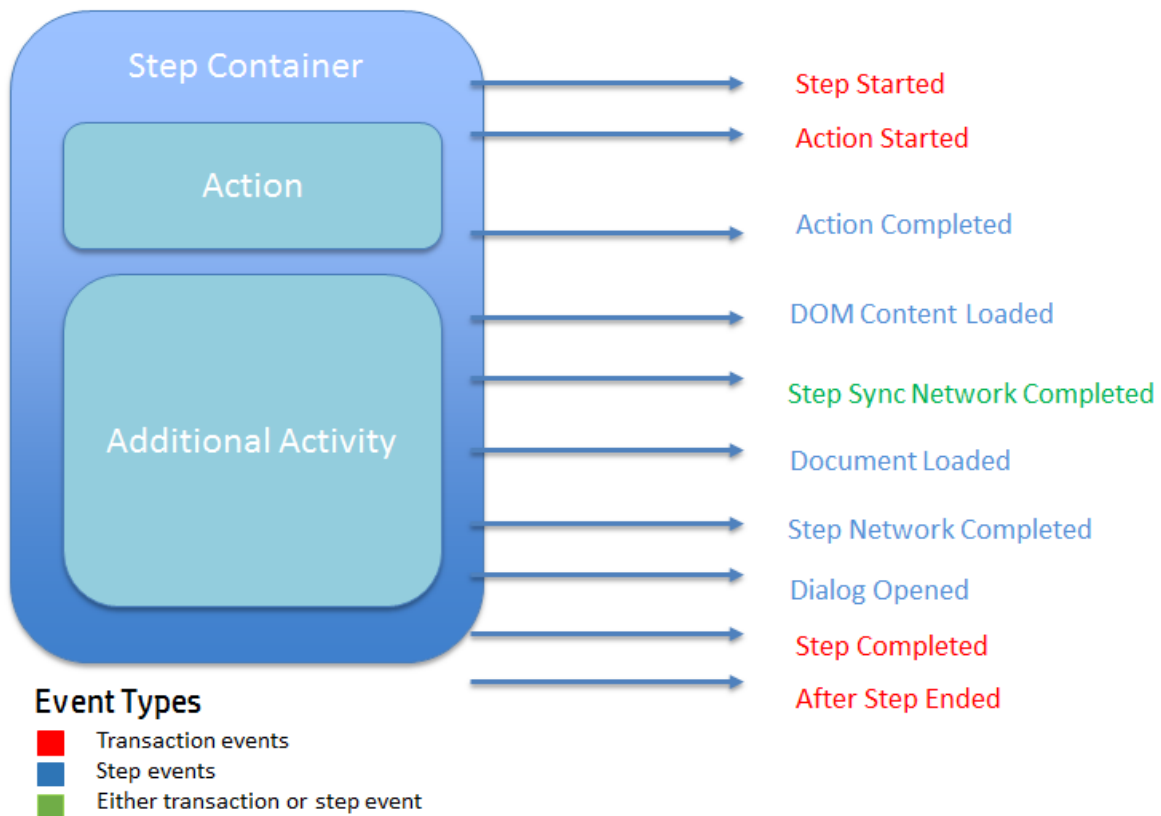 Step Container
Step Started
Action Started
Action
Action Completed
DOM Content Loaded
Step Sync Network Completed
Additional Activity
Document Loaded
Step Network Completed
Dialog Opened
Step Completed
After Step Ended
Event Types
Transaction events
Step events
Either transaction or step event